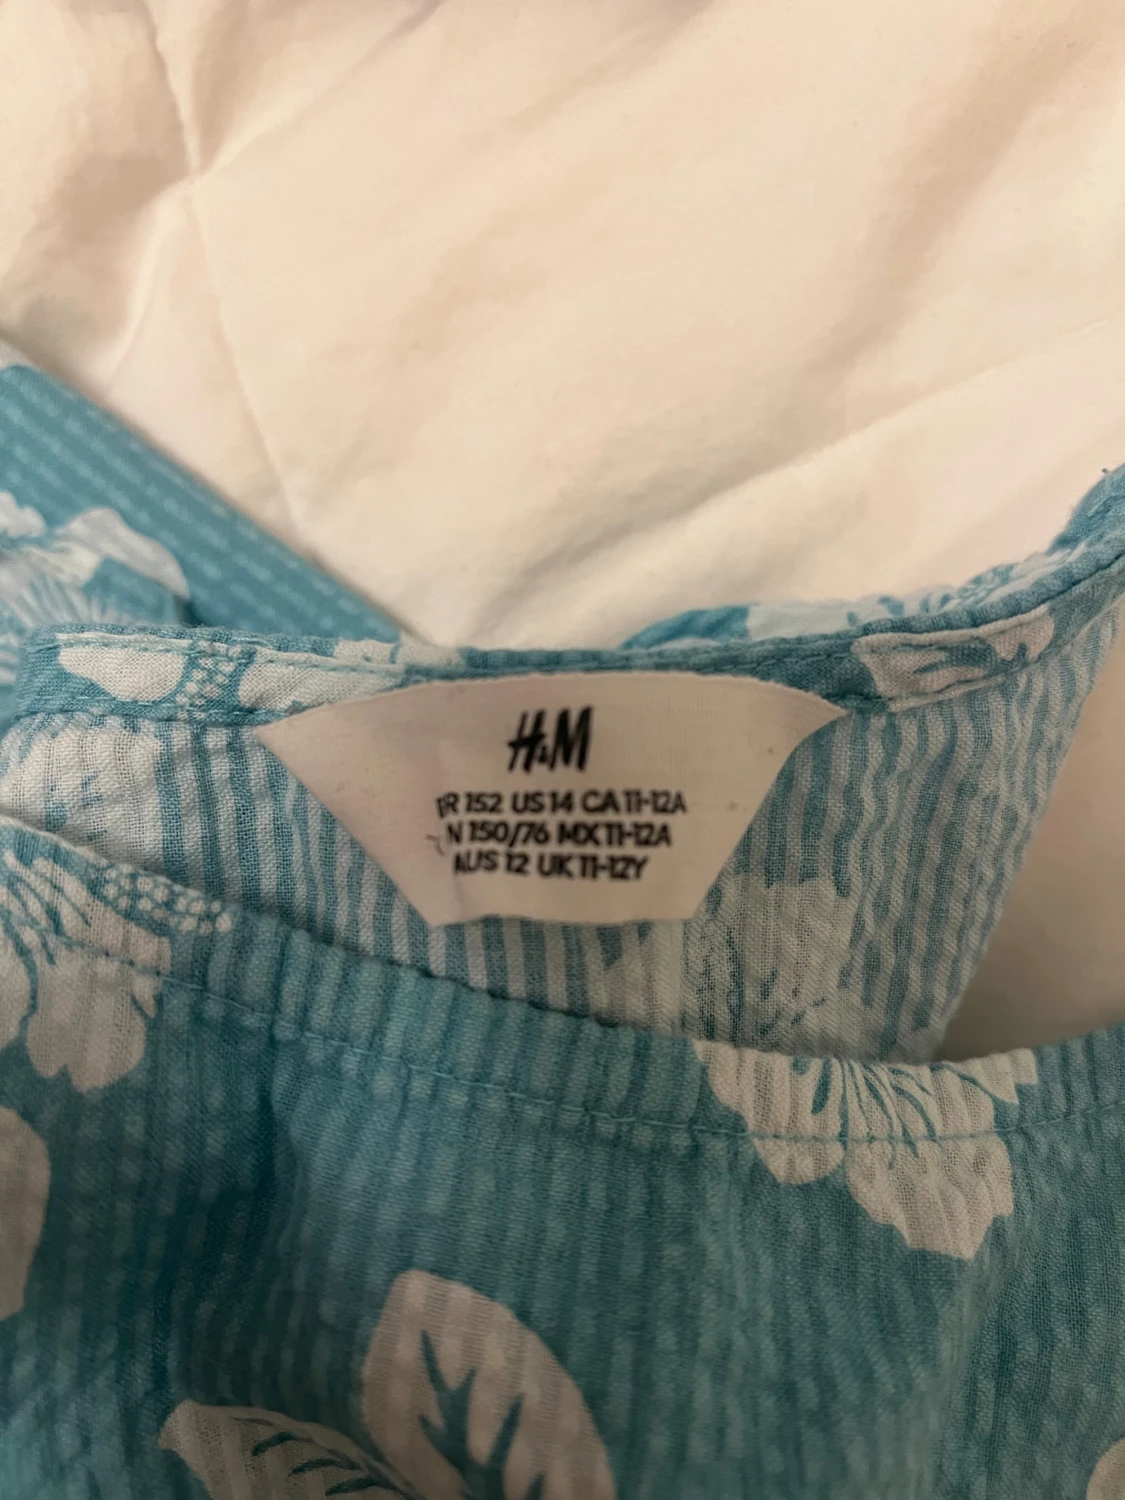 H&M
152 US 14 CA 11-12A
150/76 MX 11-12A
AUS 12 UK 11-12Y